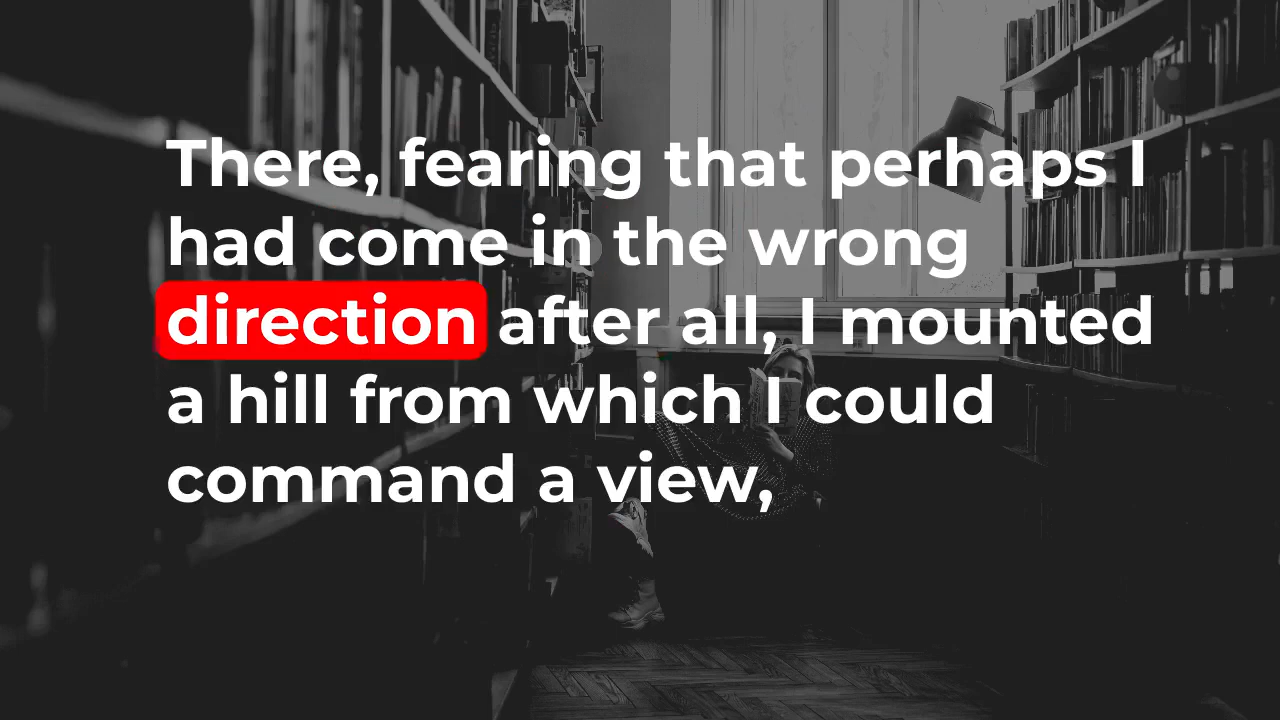 There, fearing that perhaps I
had come in the wrong
direction after all, I mounted
a hill from which I could
command a view,